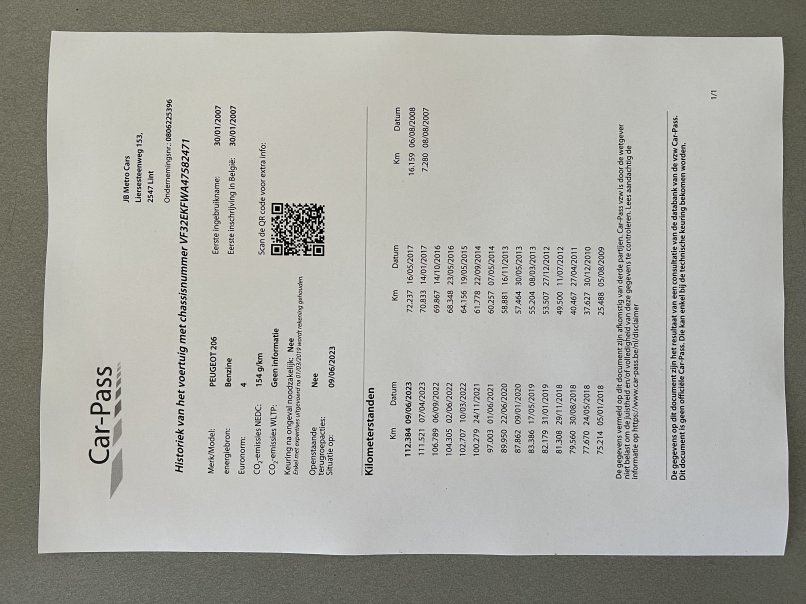 Car-Pass
JB Metro Cars
Liersesteenweg 153,
2547 Lint
Ondernemingsnr.: 0806225396
Historiek van het voertuig met chassisnummer VF32EKFWA47582471
Merk/Model: PEUGEOT 206
energiebron: Benzine
Euronorm: 4
CO2-emissies NEDC: 154 g/km
CO2-emissies WLTP: Geen informatie
Keuring na ongeval noodzakelijk: Nee
Enkel met expertises uitgevoerd na 01/03/2019 wordt rekening gehouden.
Openstaande
terugroepacties: Nee
Situatie op: 09/06/2023
Eerste ingebruikname: 30/01/2007
Eerste inschrijving in België: 30/01/2007
Scan de QR code voor extra info:
Kilometerstanden
Km Datum
112.384 09/06/2023
111.521 07/04/2023
106.789 06/09/2022
104.305 02/06/2022
102.707 10/03/2022
100.279 24/11/2021
97.003 01/06/2021
89.950 22/06/2020
87.862 09/01/2020
83.386 17/05/2019
82.179 31/01/2019
81.308 29/11/2018
79.560 30/08/2018
77.670 24/05/2018
75.214 05/01/2018
Km Datum
72.237 16/05/2017
70.833 14/01/2017
69.867 14/10/2016
68.348 23/05/2016
64.156 19/05/2015
61.778 22/09/2014
60.257 07/05/2014
58.881 16/11/2013
57.464 30/05/2013
55.204 08/03/2013
53.507 27/12/2012
49.500 11/07/2012
40.467 27/04/2011
37.627 30/12/2010
25.488 05/08/2009
Km Datum
16.159 06/08/2008
7.280 08/08/2007
De gegevens vermeld op dit document zijn afkomstig van derde partijen. Car-Pass vzw is door de wetgever
niet belast om de juistheid en/of volledigheid van deze gegevens te controleren. Lees aandachtig de
informatie op https://www.car-pass.be/nl/disclaimer
De gegevens op dit document zijn het resultaat van een consultatie van de databank van de vzw Car-Pass.
Dit document is geen officiële Car-Pass. Die kan enkel bij de technische keuring bekomen worden.
1/1